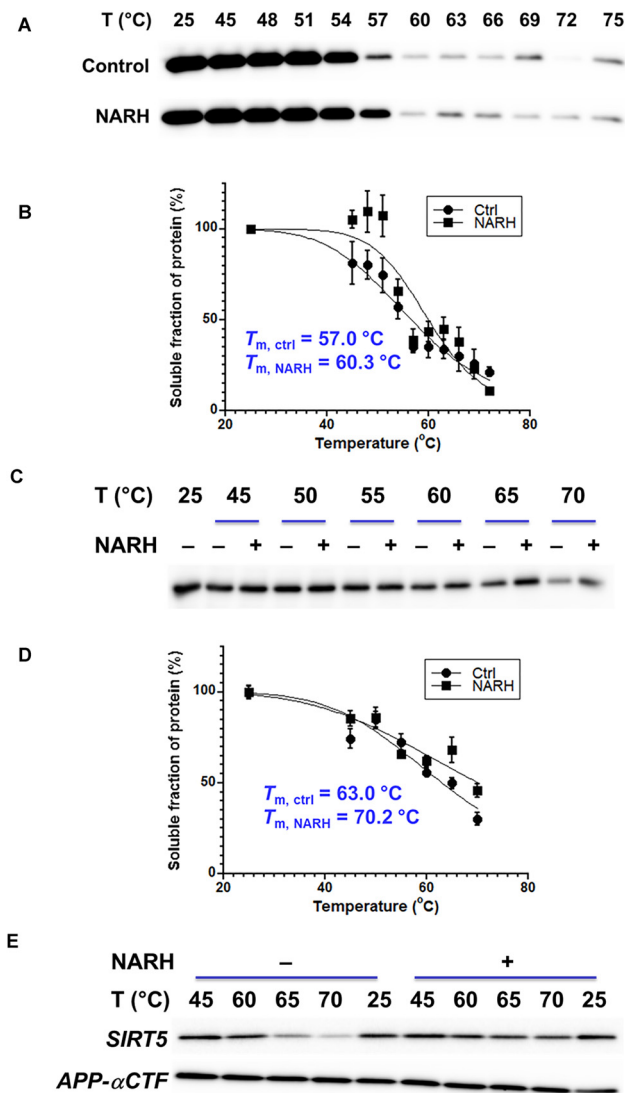 A
T (°C) 25 45 48 51 54 57 60 63 66 69 72 75
Control
NARH
B
Soluble fraction of protein (%)
100
50
0
20 40 60 80
Temperature (°C)
Ctrl
NARH
Tm, ctrl = 57.0 °C
Tm, NARH = 60.3 °C
C
T (°C) 25 45 50 55 60 65 70
NARH – – + – + – + – + – + – +
D
Soluble fraction of protein (%)
100
50
0
20 40 60 80
Temperature (°C)
Ctrl
NARH
Tm, ctrl = 63.0 °C
Tm, NARH = 70.2 °C
E
NARH – +
T (°C) 45 60 65 70 25 45 60 65 70 25
SIRT5
APP-αCTF